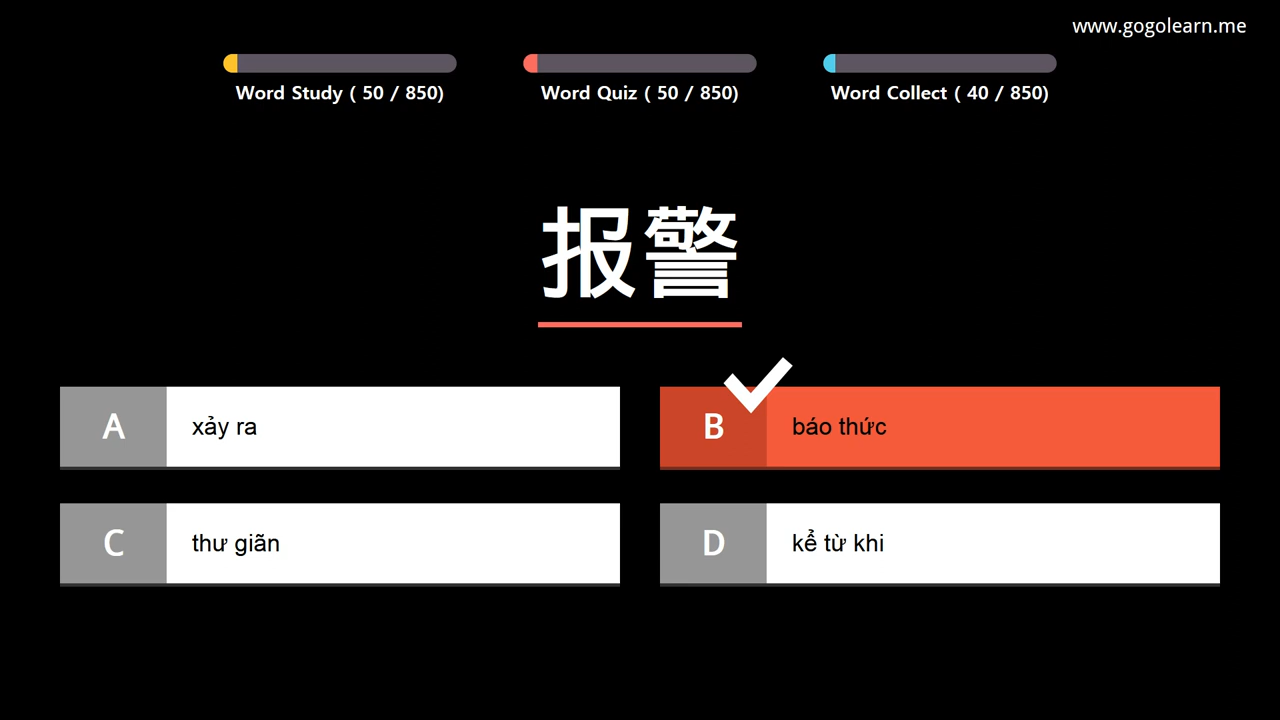 www.gogolearn.me
Word Study ( 50 / 850)
Word Quiz ( 50 / 850)
Word Collect ( 40 / 850)
报警
A xảy ra
B báo thức
C thư giãn
D kể từ khi